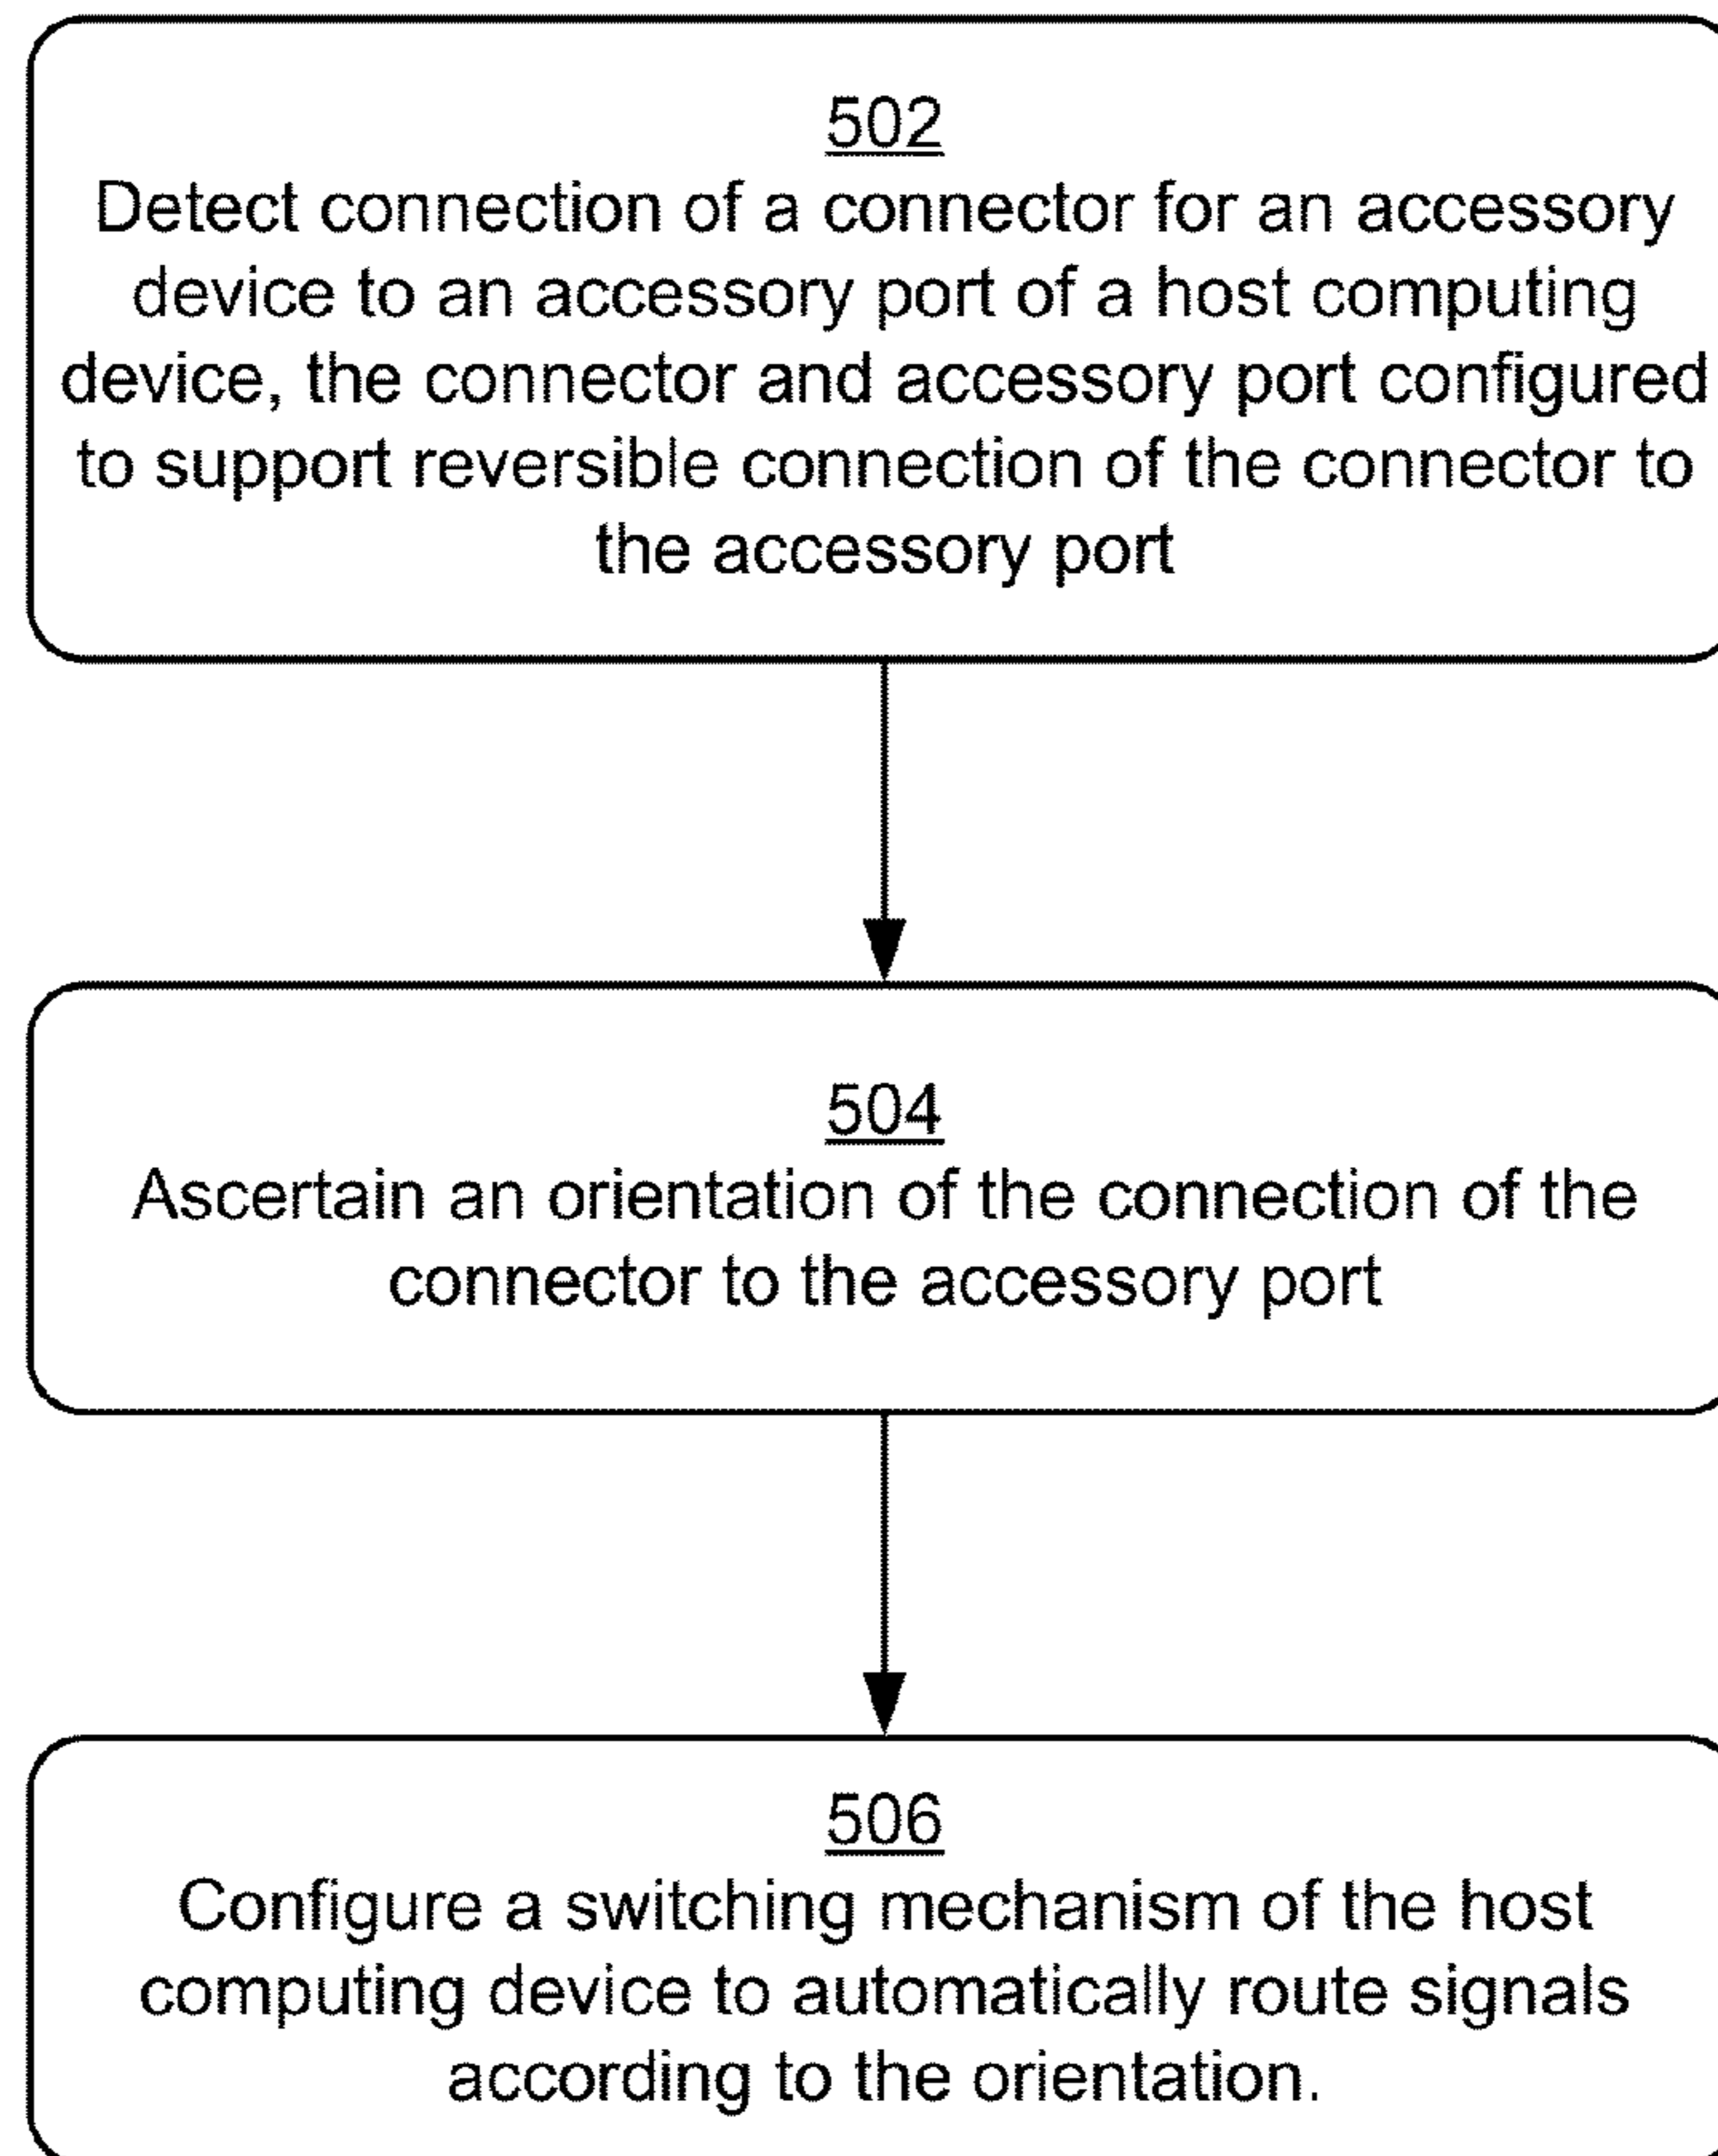 502
Detect connection of a connector for an accessory
device to an accessory port of a host computing
device, the connector and accessory port configured
to support reversible connection of the connector to
the accessory port
504
Ascertain an orientation of the connection of the
connector to the accessory port
506
Configure a switching mechanism of the host
computing device to automatically route signals
according to the orientation.